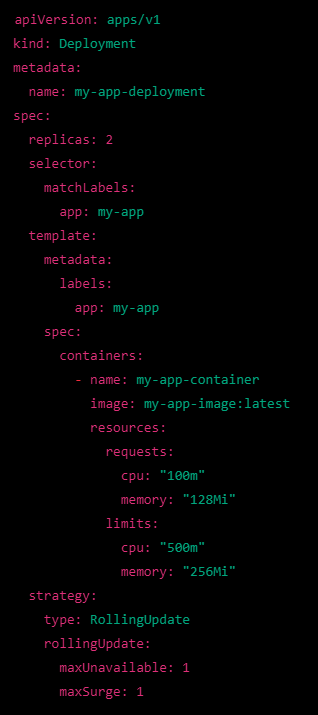 apiVersion: apps/v1
kind: Deployment
metadata:
  name: my-app-deployment
spec:
  replicas: 2
  selector:
    matchLabels:
      app: my-app
  template:
    metadata:
      labels:
        app: my-app
    spec:
      containers:
        - name: my-app-container
          image: my-app-image:latest
          resources:
            requests:
              cpu: "100m"
              memory: "128Mi"
            limits:
              cpu: "500m"
              memory: "256Mi"
  strategy:
    type: RollingUpdate
    rollingUpdate:
      maxUnavailable: 1
      maxSurge: 1